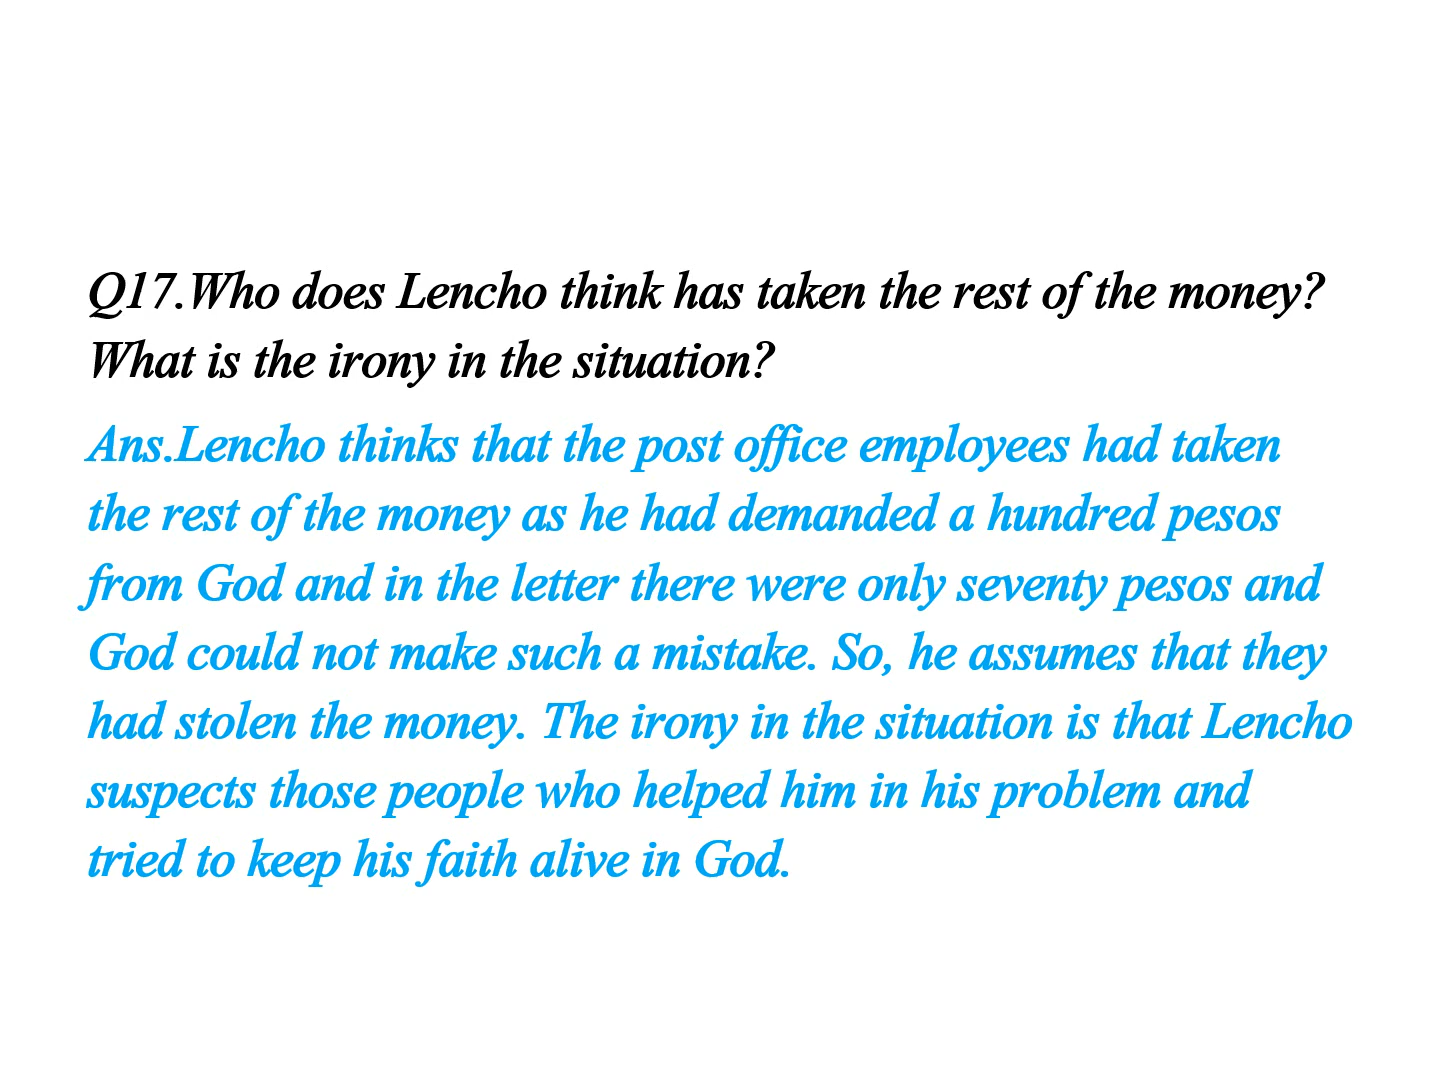 Q17.Who does Lencho think has taken the rest of the money?
What is the irony in the situation?
Ans.Lencho thinks that the post office employees had taken
the rest of the money as he had demanded a hundred pesos
from God and in the letter there were only seventy pesos and
God could not make such a mistake. So, he assumes that they
had stolen the money. The irony in the situation is that Lencho
suspects those people who helped him in his problem and
tried to keep his faith alive in God.